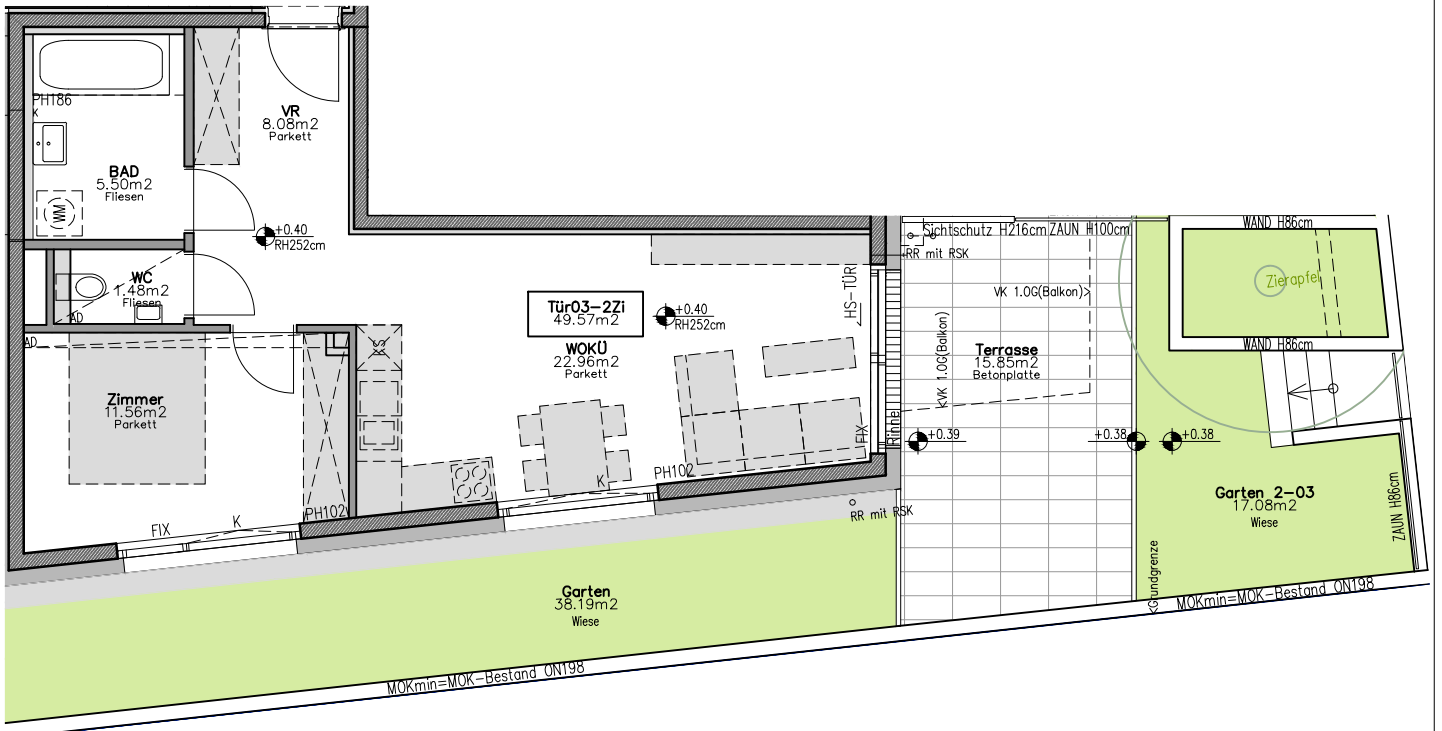 PH186
K
VR
8.08m2
Parkett
BAD
5.50m2
Fliesen
WM
+0.40
RH252cm
WC
1.48m2
Fliesen
AD
AD
Zimmer
11.56m2
Parkett
FIX
K
PH102
KS
Tür03-2Zi
49.57m2
+0.40
RH252cm
WOKÜ
22.96m2
Parkett
K
PH102
FIX
HS-TÜR
Rinne
RR mit RSK
Sichtschutz H216cm
ZAUN H100cm
RR mit RSK
VK 1.OG(Balkon)>
<VK 1.OG(Balkon)
Terrasse
15.85m2
Betonplatte
+0.39
+0.38
+0.38
WAND H86cm
Zierapfel
WAND H86cm
Garten 2-03
17.08m2
Wiese
ZAUN H86cm
<Grundgrenze
MOKmin=MOK-Bestand ON198
Garten
38.19m2
Wiese
MOKmin=MOK-Bestand ON198